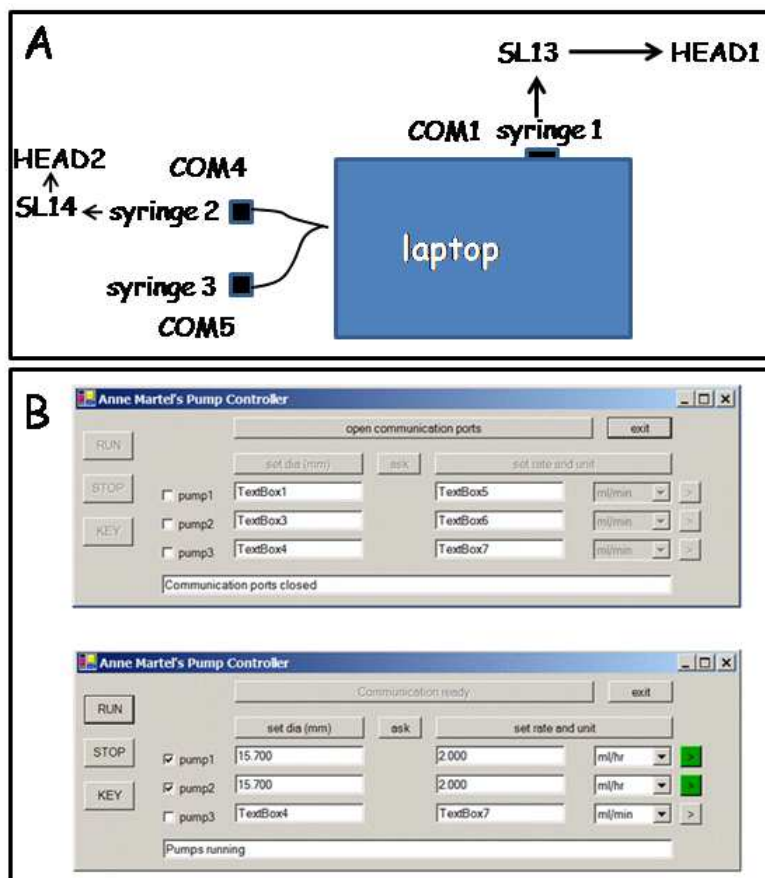 A
SL13 HEAD1
COM1 syringe 1
HEAD2
COM4
SL14 syringe 2
laptop
syringe 3
COM5
B
Anne Martel's Pump Controller
open communication ports exit
RUN
set dia (mm) ask set rate and unit
STOP
pump1 TextBox1 TextBox5 ml/min >
KEY
pump2 TextBox3 TextBox6 ml/min >
pump3 TextBox4 TextBox7 ml/min >
Communication ports closed
Anne Martel's Pump Controller
Communication ready exit
RUN
set dia (mm) ask set rate and unit
STOP
pump1 15.700 2.000 ml/hr >
KEY
pump2 15.700 2.000 ml/hr >
pump3 TextBox4 TextBox7 ml/min >
Pumps running